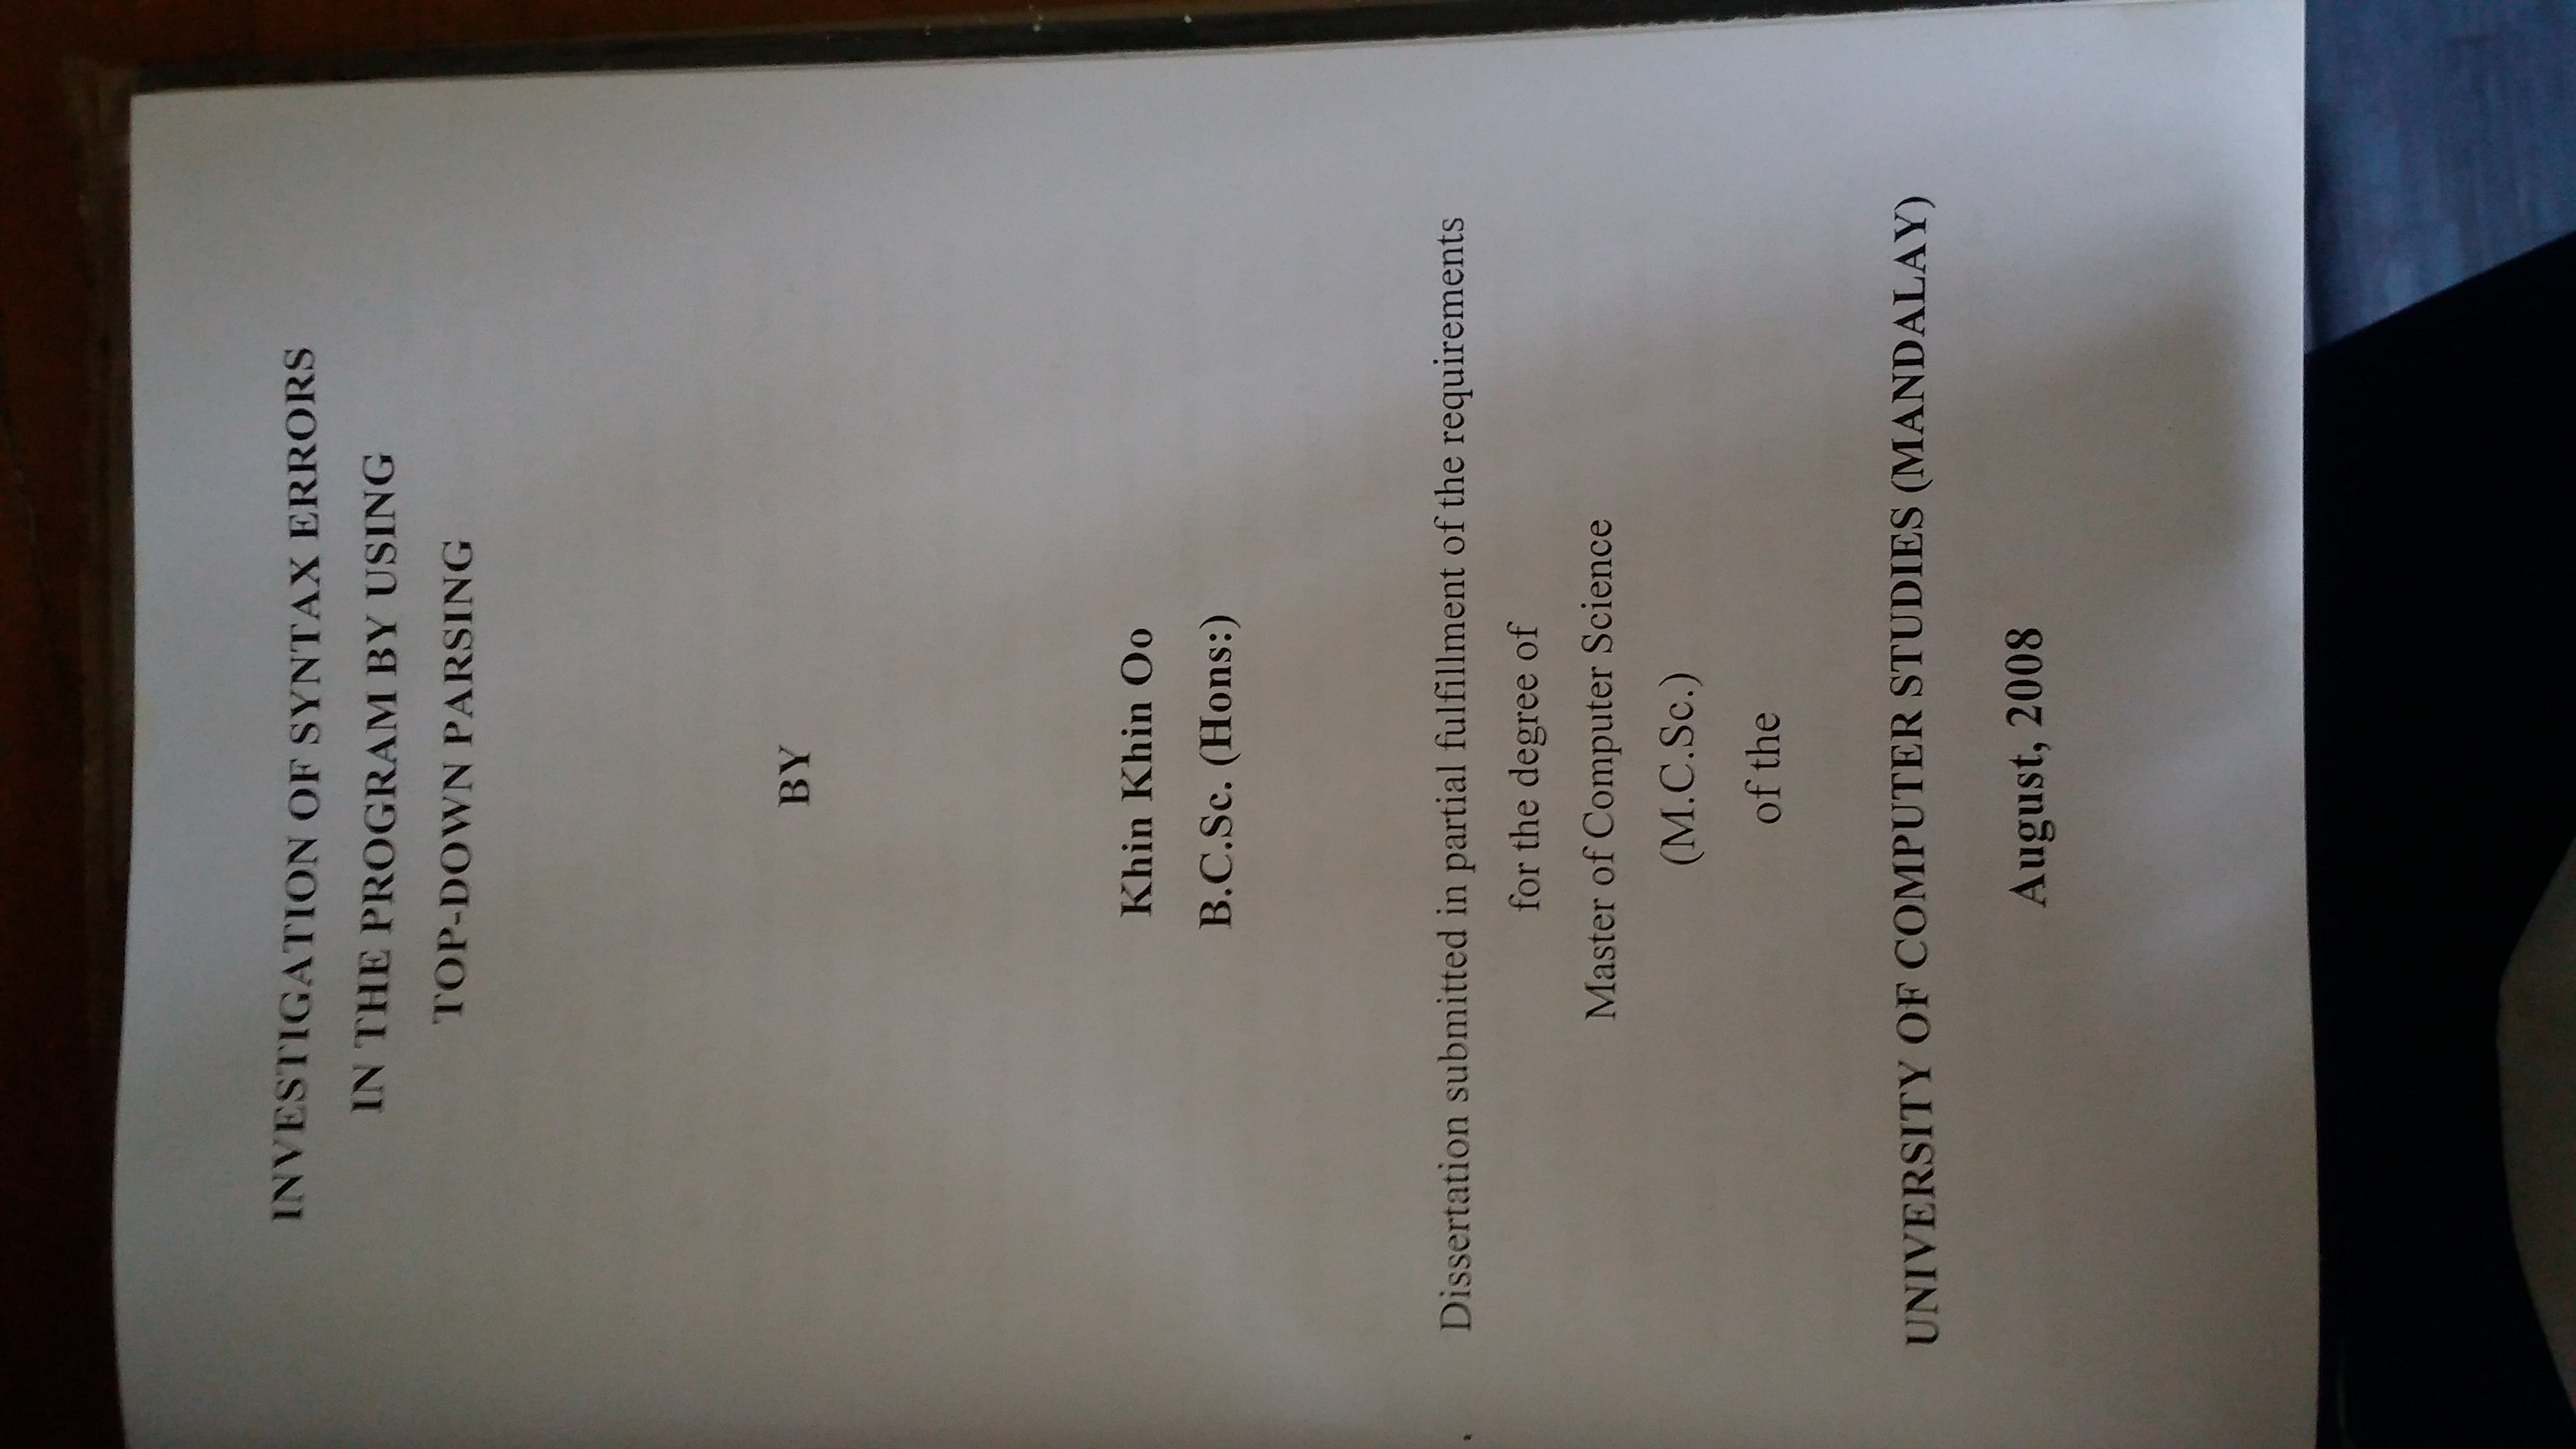 INVESTIGATION OF SYNTAX ERRORS
IN THE PROGRAM BY USING
TOP-DOWN PARSING
BY
Khin Khin Oo
B.C.Sc. (Hons:)
Dissertation submitted in partial fulfillment of the requirements
for the degree of
Master of Computer Science
(M.C.Sc.)
of the
UNIVERSITY OF COMPUTER STUDIES (MANDALAY)
August, 2008